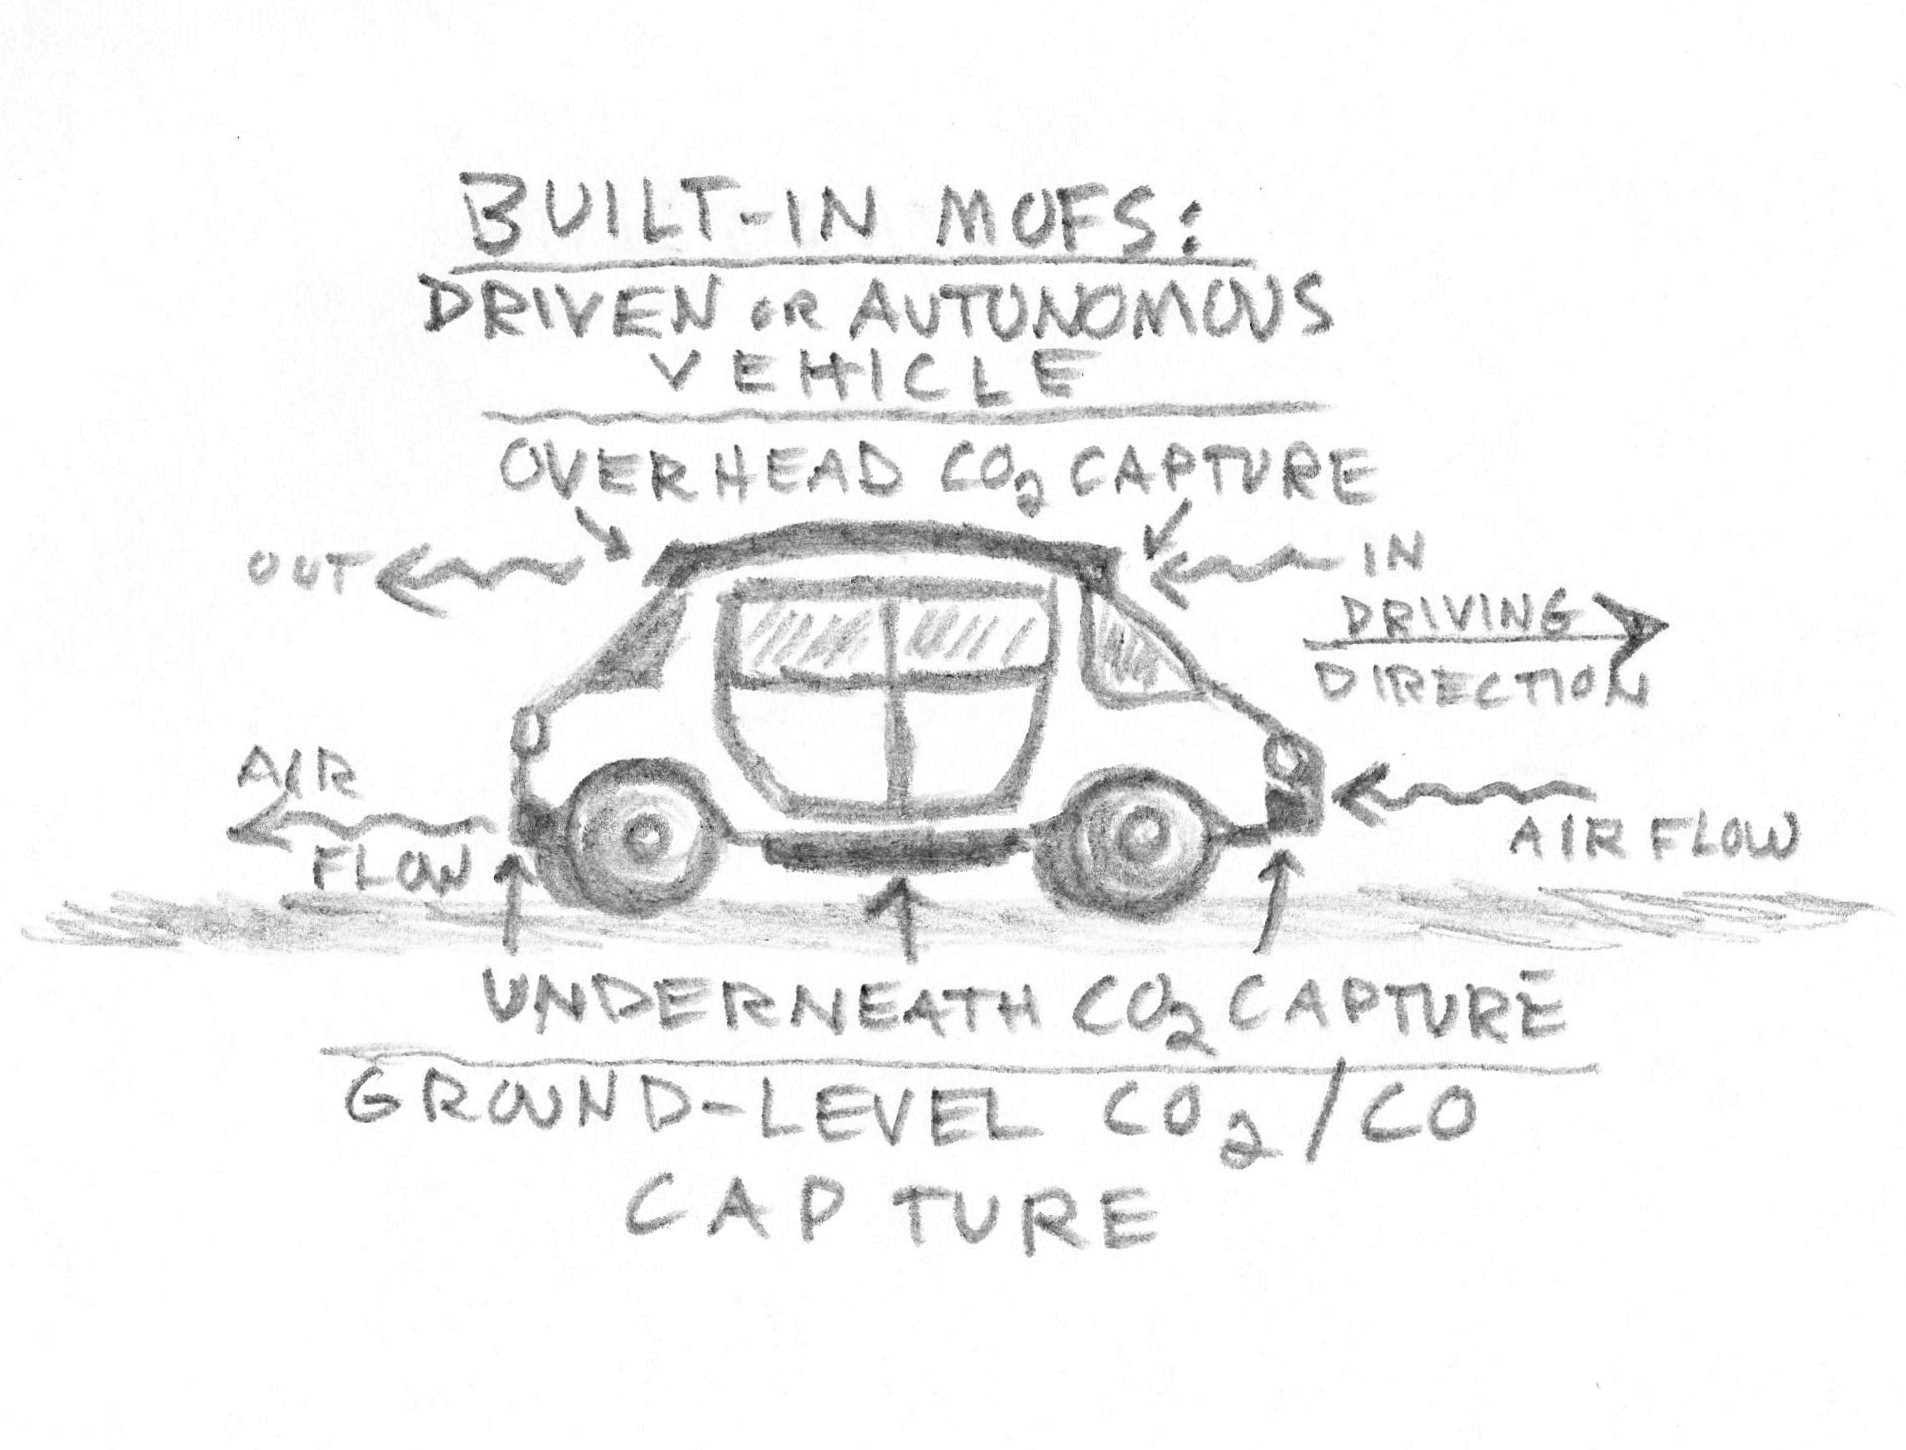 BUILT-IN MOFS:
DRIVEN OR AUTONOMOUS
VEHICLE
OVERHEAD CO2 CAPTURE
OUT
IN
DRIVING
DIRECTION
AIR
FLOW
AIR FLOW
UNDERNEATH CO2 CAPTURE
GROUND-LEVEL CO2/CO
CAPTURE